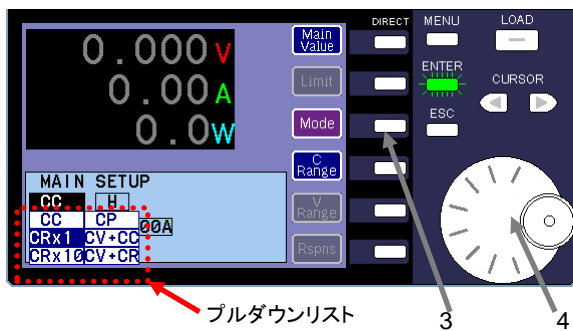 0.000V
0.00A
0.0W
Main Value
Limit
Mode
C Range
V Range
Rspns
DIRECT
MENU
LOAD
ENTER
CURSOR
ESC
MAIN SETUP
CC H
CC CP
00A
CRx1 CV+CC
CRx10 CV+CR
プルダウンリスト
3
4